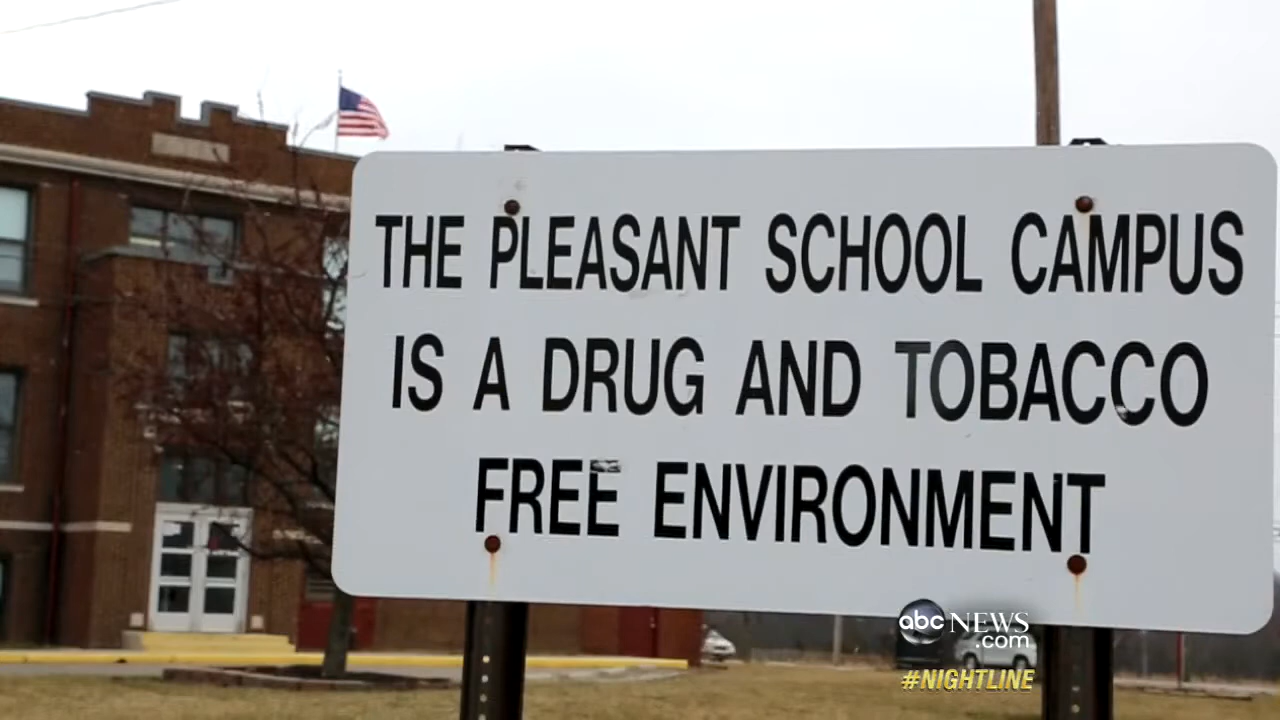 THE PLEASANT SCHOOL CAMPUS
IS A DRUG AND TOBACCO
FREE ENVIRONMENT
abc NEWS
.com
#NIGHTLINE